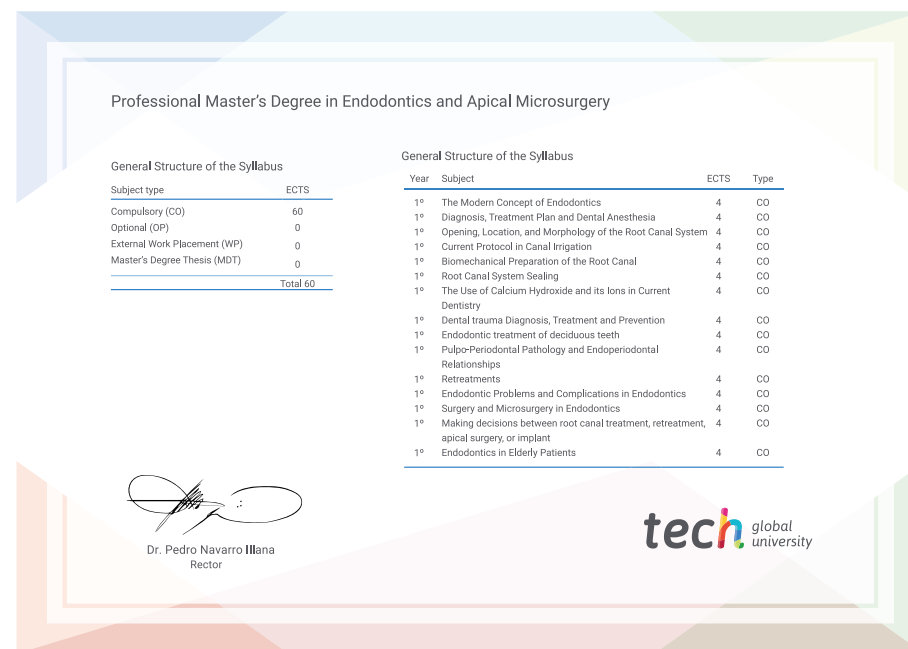 Professional Master's Degree in Endodontics and Apical Microsurgery
General Structure of the Syllabus
Subject type ECTS
Compulsory (CO) 60
Optional (OP) 0
External Work Placement (WP) 0
Master's Degree Thesis (MDT) 0
Total 60
General Structure of the Syllabus
Year Subject ECTS Type
1º The Modern Concept of Endodontics 4 CO
1º Diagnosis, Treatment Plan and Dental Anesthesia 4 CO
1º Opening, Location, and Morphology of the Root Canal System 4 CO
1º Current Protocol in Canal Irrigation 4 CO
1º Biomechanical Preparation of the Root Canal 4 CO
1º Root Canal System Sealing 4 CO
1º The Use of Calcium Hydroxide and its Ions in Current 4 CO
Dentistry
1º Dental trauma Diagnosis, Treatment and Prevention 4 CO
1º Endodontic treatment of deciduous teeth 4 CO
1º Pulpo-Periodontal Pathology and Endoperiodontal 4 CO
Relationships
1º Retreatments 4 CO
1º Endodontic Problems and Complications in Endodontics 4 CO
1º Surgery and Microsurgery in Endodontics 4 CO
1º Making decisions between root canal treatment, retreatment, 4 CO
apical surgery, or implant
1º Endodontics in Elderly Patients 4 CO
Dr. Pedro Navarro Illana
Rector
tech global
university